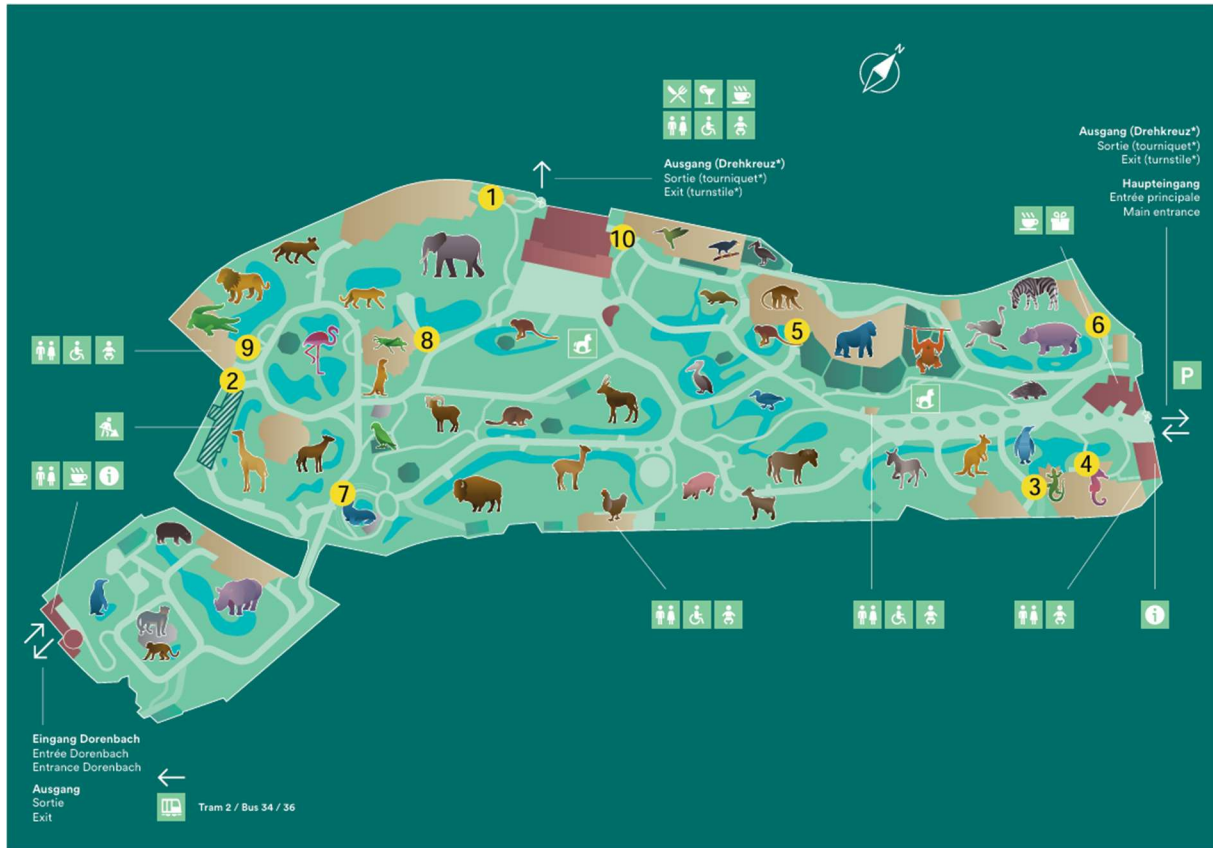 N
Ausgang (Drehkreuz*)
Sortie (tourniquet*)
Exit (turnstile*)
Ausgang (Drehkreuz*)
Sortie (tourniquet*)
Exit (turnstile*)
Haupteingang
Entrée principale
Main entrance
1
10
5
6
9
8
2
P
7
3
4
i
i
Eingang Dorenbach
Entrée Dorenbach
Entrance Dorenbach
Ausgang
Sortie
Exit
Tram 2 / Bus 34 / 36